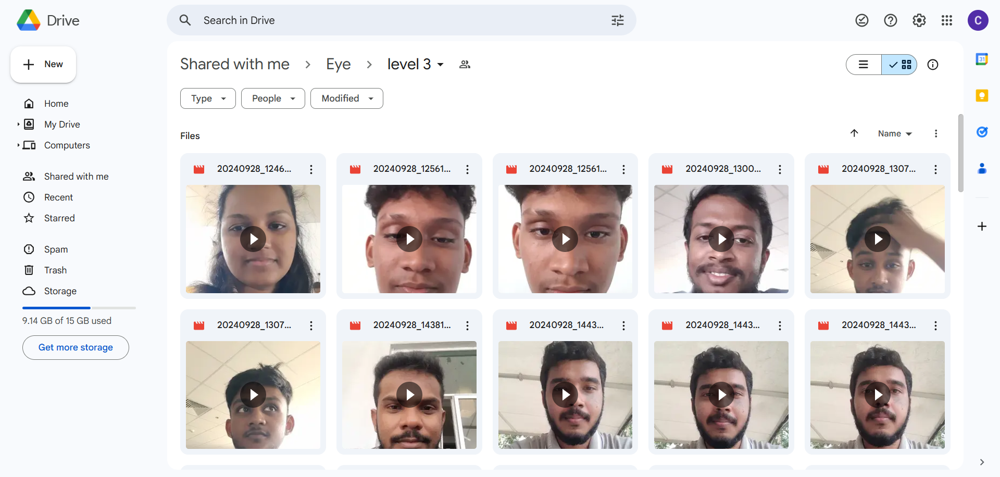 Drive
Search in Drive
C
New
Shared with me
Eye
level 3
31
Type
People
Modified
Home
My Drive
Computers
Files
Name
Shared with me
Recent
Starred
Spam
Trash
Storage
9.14 GB of 15 GB used
Get more storage
20240928_1246...
20240928_12561...
20240928_12561...
20240928_1300...
20240928_1307...
20240928_1307...
20240928_14381...
20240928_1443...
20240928_1443...
20240928_1443...